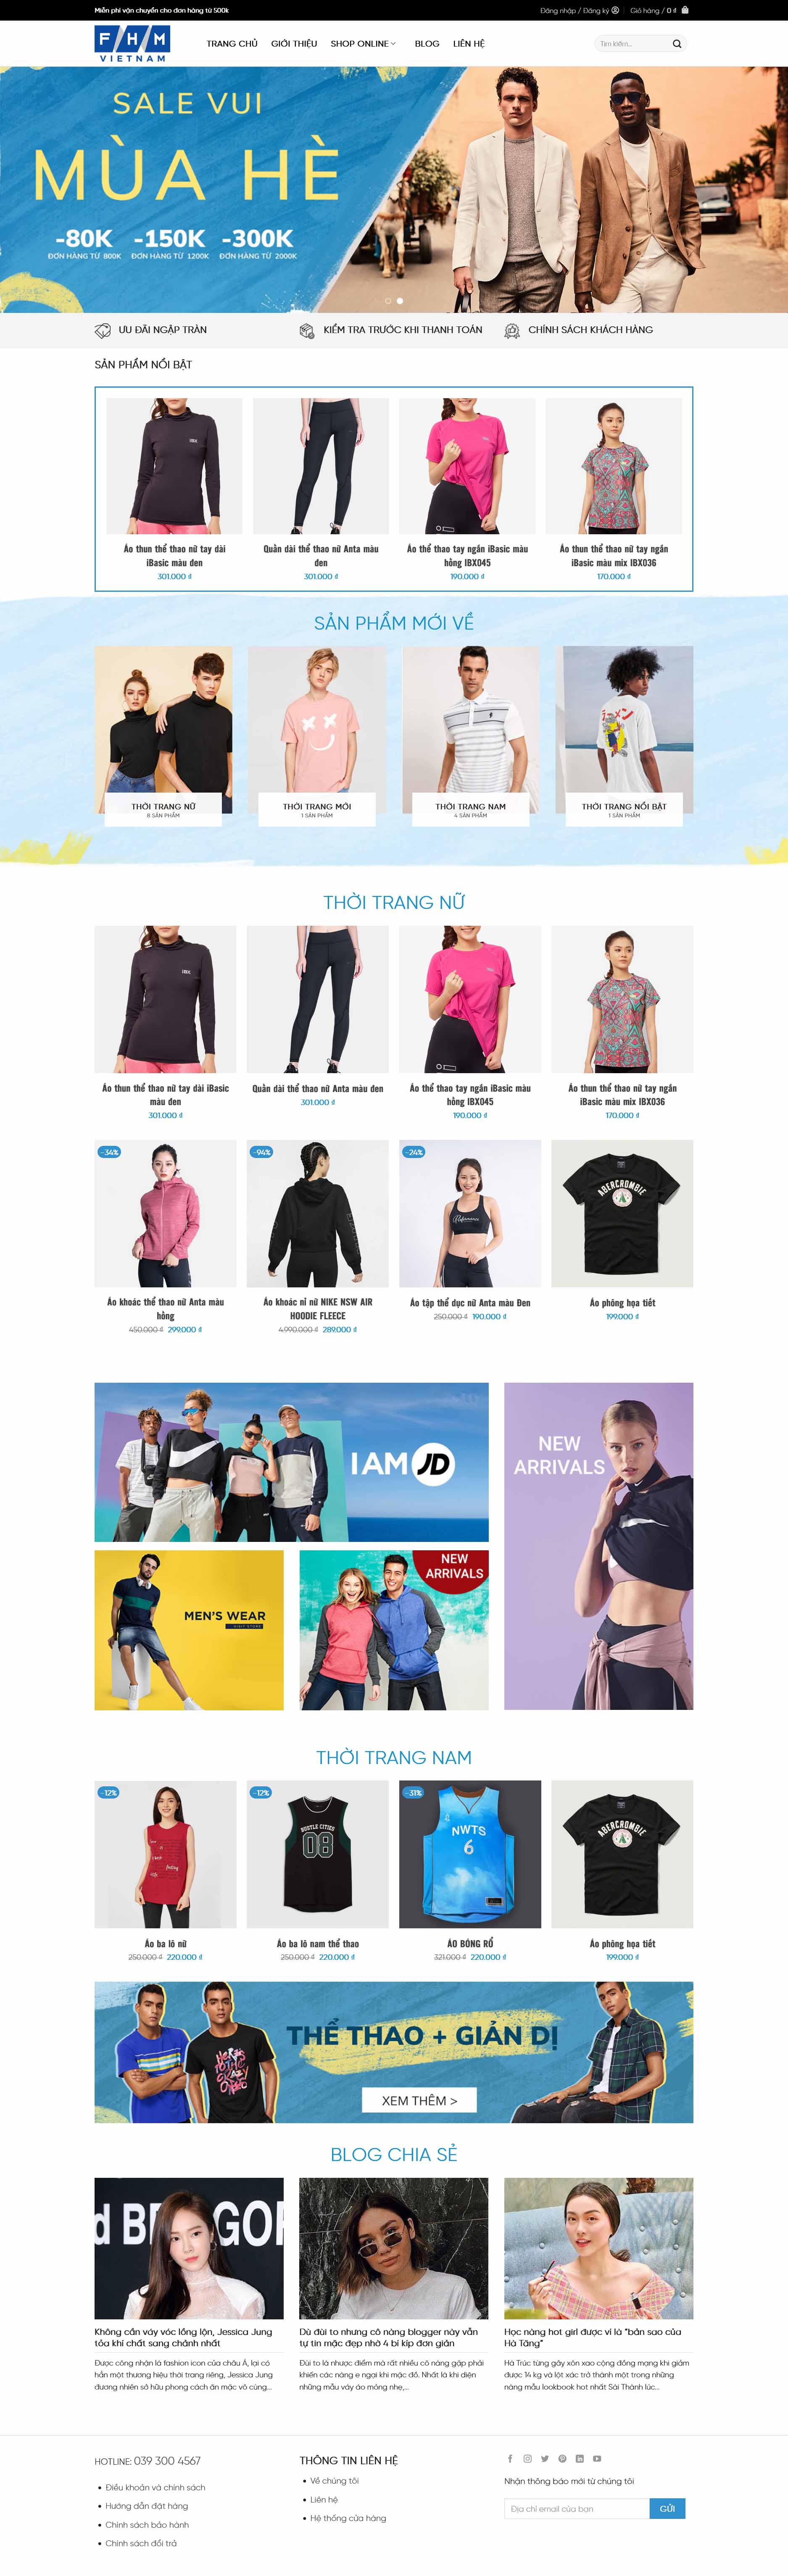 Miễn phí vận chuyển cho đơn hàng từ 500k
Đăng nhập / Đăng ký
Giỏ hàng / 0 ₫
F/H/M
VIETNAM
TRANG CHỦ
GIỚI THIỆU
SHOP ONLINE
BLOG
LIÊN HỆ
Tìm kiếm...
SALE VUI
MÙA HÈ
-80K -150K -300K
ĐƠN HÀNG TỪ 800K ĐƠN HÀNG TỪ 1200K ĐƠN HÀNG TỪ 2000K
ƯU ĐÃI NGẬP TRÀN
KIỂM TRA TRƯỚC KHI THANH TOÁN
CHÍNH SÁCH KHÁCH HÀNG
SẢN PHẨM NỔI BẬT
Áo thun thể thao nữ tay dài
iBasic màu đen
301.000 ₫
Quần dài thể thao nữ Anta màu
đen
301.000 ₫
Áo thể thao tay ngắn iBasic màu
hồng IBX045
190.000 ₫
Áo thun thể thao nữ tay ngắn
iBasic màu mix IBX036
170.000 ₫
SẢN PHẨM MỚI VỀ
THỜI TRANG NỮ
8 SẢN PHẨM
THỜI TRANG MỚI
1 SẢN PHẨM
THỜI TRANG NAM
4 SẢN PHẨM
THỜI TRANG NỔI BẬT
1 SẢN PHẨM
THỜI TRANG NỮ
Áo thun thể thao nữ tay dài iBasic
màu đen
301.000 ₫
Quần dài thể thao nữ Anta màu đen
301.000 ₫
Áo thể thao tay ngắn iBasic màu
hồng IBX045
190.000 ₫
Áo thun thể thao nữ tay ngắn
iBasic màu mix IBX036
170.000 ₫
-34%
Áo khoác thể thao nữ Anta màu
hồng
450.000 ₫ 299.000 ₫
-94%
Áo khoác nỉ nữ NIKE NSW AIR
HOODIE FLEECE
4.990.000 ₫ 289.000 ₫
-24%
Áo tập thể dục nữ Anta màu Đen
250.000 ₫ 190.000 ₫
ABERCROMBIE
Áo phông họa tiết
199.000 ₫
I AM JD
NEW
ARRIVALS
MEN'S WEAR
VISIT STORE
NEW
ARRIVALS
THỜI TRANG NAM
-12%
Áo ba lỗ nữ
250.000 ₫ 220.000 ₫
-12%
HUSTLE CITIES
08
Áo ba lỗ nam thể thao
250.000 ₫ 220.000 ₫
-31%
NWTS
6
ÁO BÓNG RỔ
321.000 ₫ 220.000 ₫
ABERCROMBIE
Áo phông họa tiết
199.000 ₫
THỂ THAO + GIẢN DỊ
XEM THÊM >
BLOG CHIA SẺ
Không cần váy vóc lồng lộn, Jessica Jung
tỏa khí chất sang chảnh nhất
Được công nhận là fashion icon của châu Á, lại có
hẳn một thương hiệu thời trang riêng, Jessica Jung
đương nhiên sở hữu phong cách ăn mặc vô cùng...
Dù đùi to nhưng cô nàng blogger này vẫn
tự tin mặc đẹp nhờ 4 bí kíp đơn giản
Đùi to là nhược điểm mà rất nhiều cô nàng gặp phải
khiến các nàng e ngại khi mặc đồ. Nhất là khi diện
những mẫu váy áo mỏng nhẹ,...
Học nàng hot girl được ví là "bản sao của
Hà Tăng"
Hà Trúc từng gây xôn xao cộng đồng mạng khi giảm
được 14 kg và lột xác trở thành một trong những
nàng mẫu lookbook hot nhất Sài Thành lúc...
HOTLINE: 039 300 4567
Điều khoản và chính sách
Hướng dẫn đặt hàng
Chính sách bảo hành
Chính sách đổi trả
THÔNG TIN LIÊN HỆ
Về chúng tôi
Liên hệ
Hệ thống cửa hàng
Nhận thông báo mới từ chúng tôi
Địa chỉ email của bạn
GỬI